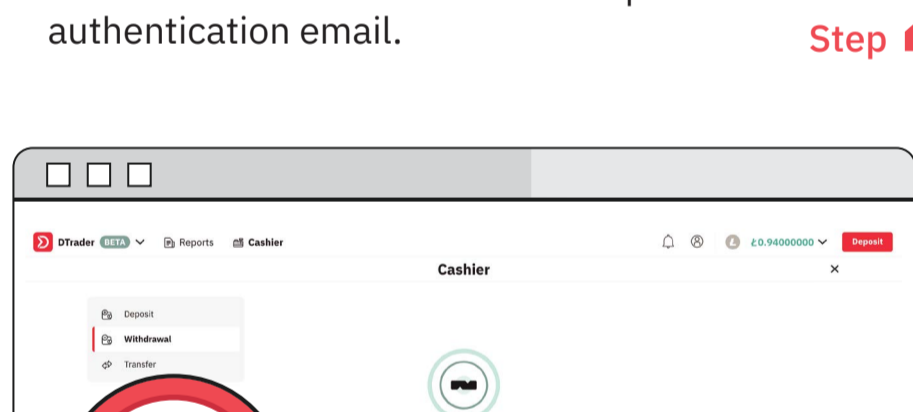 authentication email.
Step
DTrader BETA Reports Cashier Ł0.94000000 Deposit
Cashier
Deposit
Withdrawal
Transfer